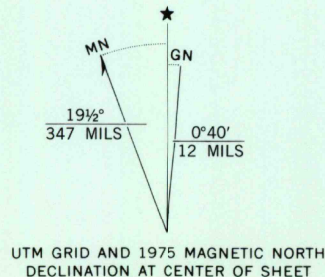 MN
GN
19½°
347 MILS
0°40′
12 MILS
UTM GRID AND 1975 MAGNETIC NORTH
DECLINATION AT CENTER OF SHEET